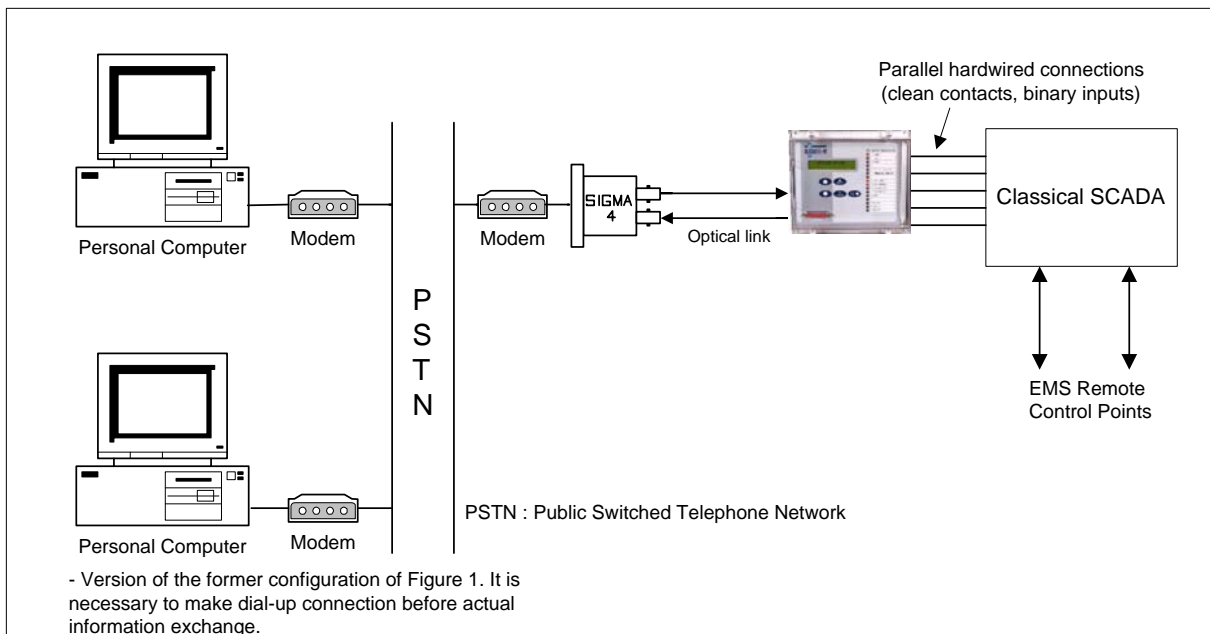 Parallel hardwired connections
(clean contacts, binary inputs)
SIGMA
4
Classical SCADA
Optical link
Personal Computer
Modem
Modem
P
S
T
N
EMS Remote
Control Points
PSTN : Public Switched Telephone Network
Personal Computer
Modem
- Version of the former configuration of Figure 1. It is
necessary to make dial-up connection before actual
information exchange.